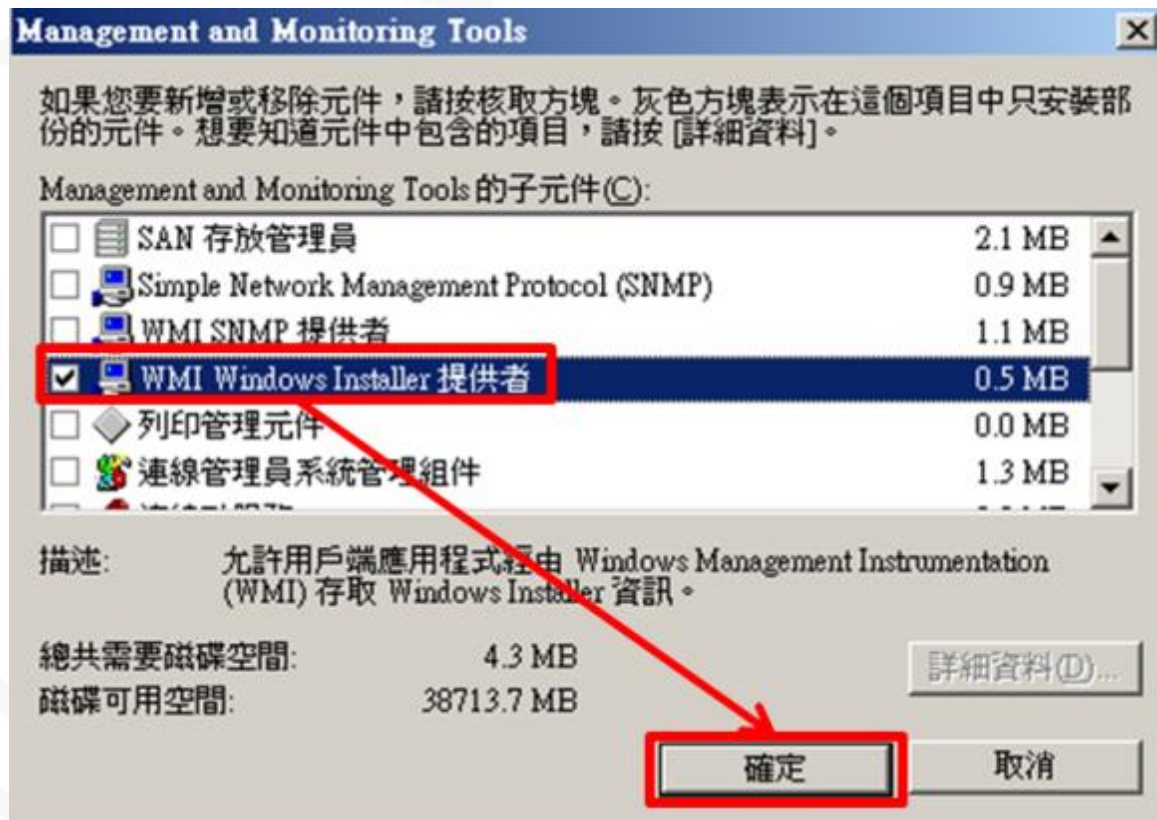 Management and Monitoring Tools
如果您要新增或移除元件，請按核取方塊。灰色方塊表示在這個項目中只安裝部
份的元件。想要知道元件中包含的項目，請按 [詳細資料]。
Management and Monitoring Tools 的子元件(C):
SAN 存放管理員 2.1 MB
Simple Network Management Protocol (SNMP) 0.9 MB
WMI SNMP 提供者 1.1 MB
WMI Windows Installer 提供者 0.5 MB
列印管理元件 0.0 MB
連線管理員系統管理組件 1.3 MB
描述: 允許用戶端應用程式經由 Windows Management Instrumentation
(WMI) 存取 Windows Installer 資訊。
總共需要磁碟空間: 4.3 MB
詳細資料(D)...
磁碟可用空間: 38713.7 MB
確定 取消